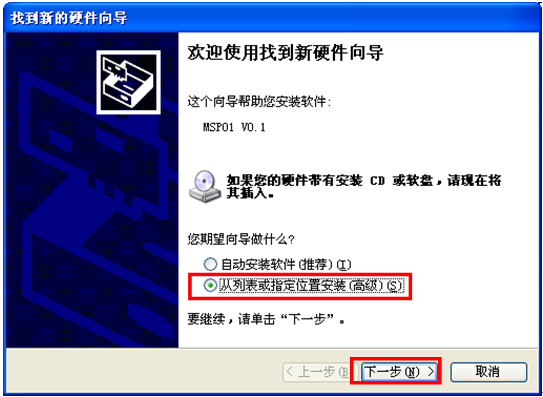 找到新的硬件向导
欢迎使用找到新硬件向导
这个向导帮助您安装软件:
MSP01 V0.1
如果您的硬件带有安装 CD 或软盘，请现在将
其插入。
您期望向导做什么?
自动安装软件(推荐)(I)
从列表或指定位置安装(高级)(S)
要继续，请单击“下一步”。
< 上一步(B
下一步(N) >
取消